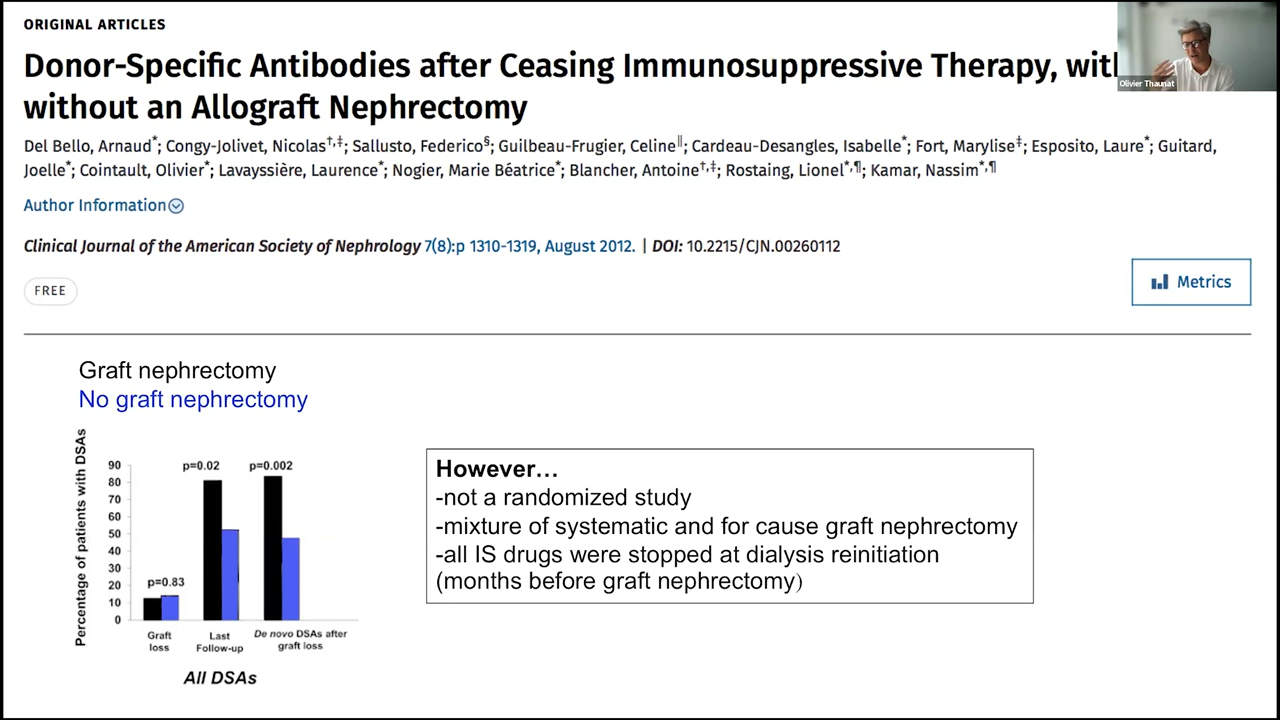 ORIGINAL ARTICLES
Donor-Specific Antibodies after Ceasing Immunosuppressive Therapy, with
without an Allograft Nephrectomy
Del Bello, Arnaud*; Congy-Jolivet, Nicolas†,‡; Sallusto, Federico§; Guilbeau-Frugier, Celine||; Cardeau-Desangles, Isabelle*; Fort, Marylise‡; Esposito, Laure*; Guitard,
Joelle*; Cointault, Olivier*; Lavayssière, Laurence*; Nogier, Marie Béatrice*; Blancher, Antoine†,‡; Rostaing, Lionel*,¶; Kamar, Nassim*,¶
Author Information
Clinical Journal of the American Society of Nephrology 7(8):p 1310-1319, August 2012. | DOI: 10.2215/CJN.00260112
FREE
Metrics
Olivier Thaunat
Graft nephrectomy
No graft nephrectomy
Percentage of patients with DSAs
90
80
70
60
50
40
30
20
10
0
p=0.83
p=0.02
p=0.002
Graft
loss
Last
Follow-up
De novo DSAs after
graft loss
All DSAs
However…
-not a randomized study
-mixture of systematic and for cause graft nephrectomy
-all IS drugs were stopped at dialysis reinitiation
(months before graft nephrectomy)